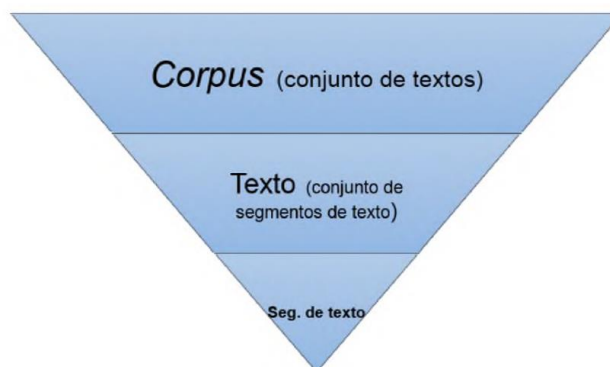 Corpus (conjunto de textos)
Texto (conjunto de
segmentos de texto)
Seg. de texto